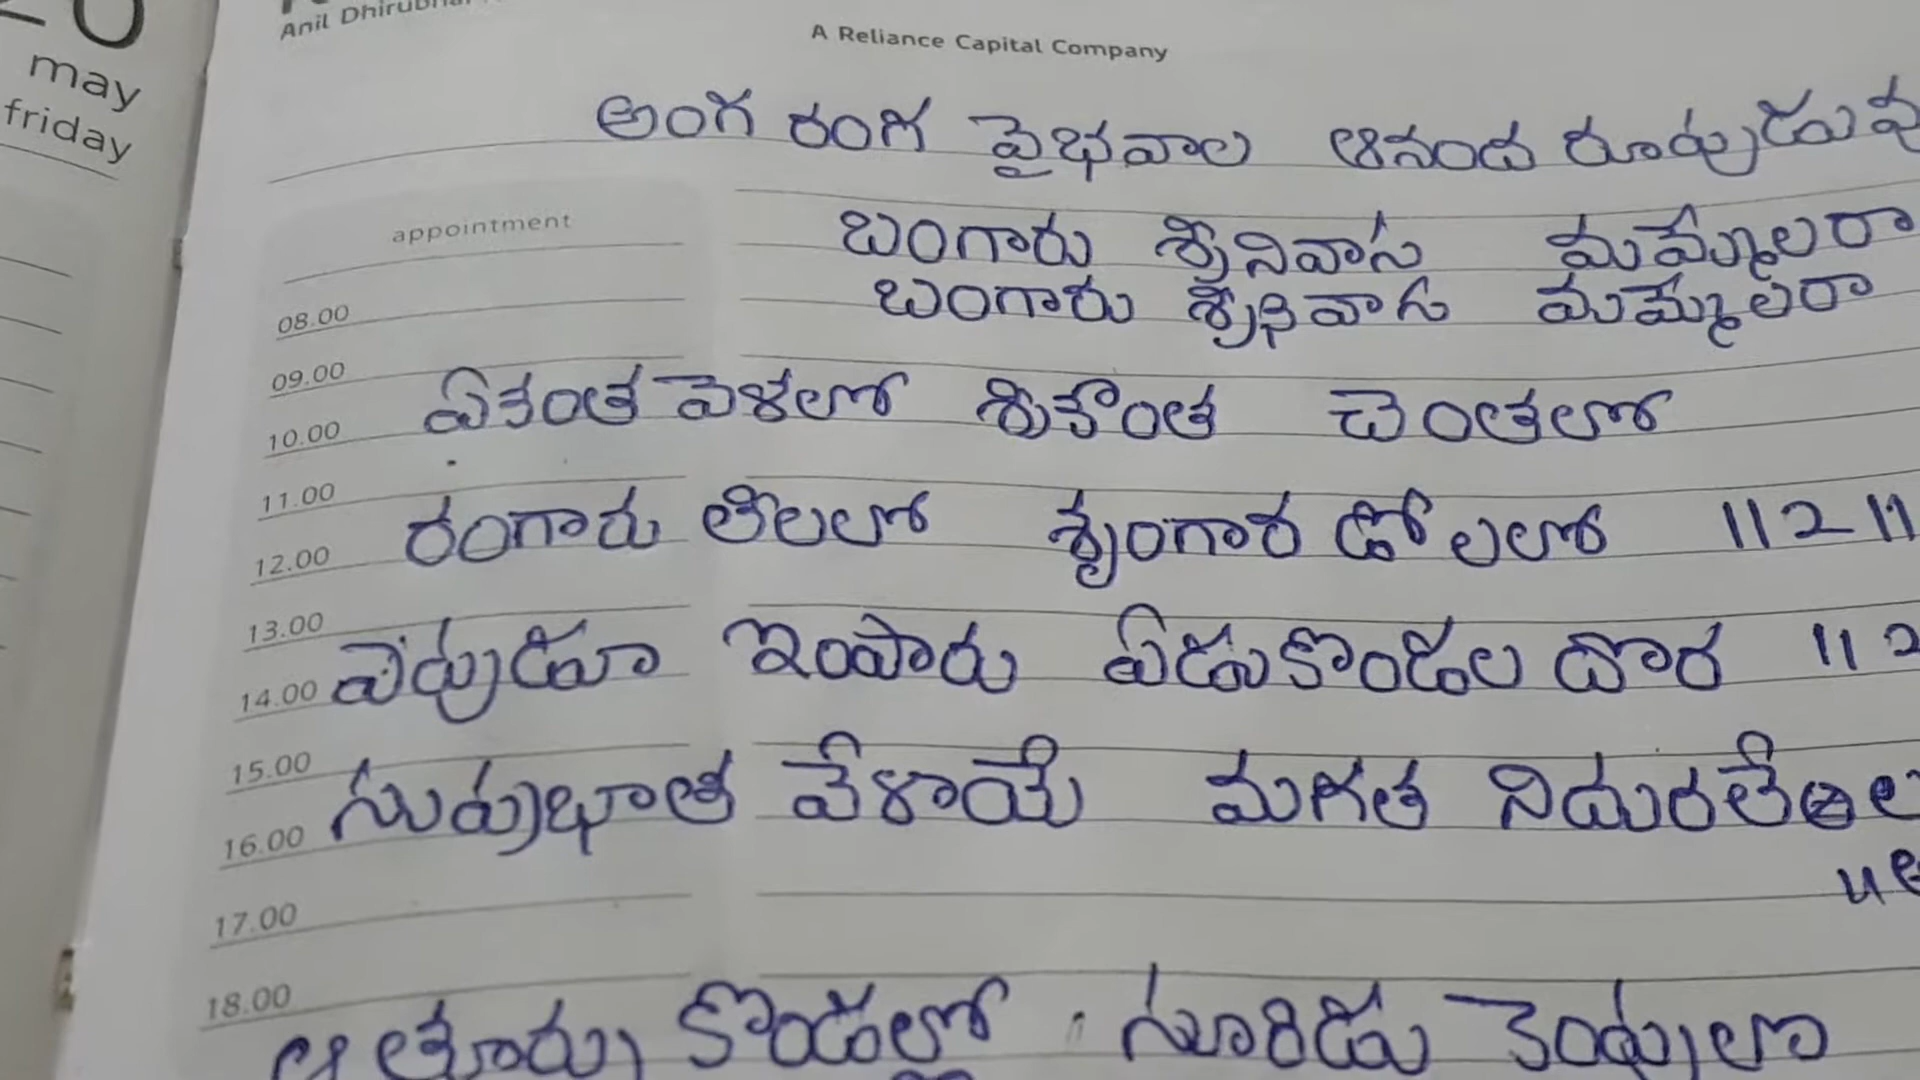 may
friday
Anil
A Reliance Capital Company
అంగ రంగ వైభవాల ఆనంద రూపుడువు
appointment
బంగారు శ్రీనివాస మమ్మేలరా
08.00
బంగారు శ్రీనివాస మమ్మేలరా
09.00
ఏకంత వెళలో శ్రీకాంత చెంతలో
10.00
11.00
రంగారు లీలలో శృంగార డోలలో ||2||
12.00
13.00
ఎప్పుడూ ఇంపారు ఏడుకొండల దొర ||2
14.00
15.00
సుప్రభాత వేళాయే మగత నిదుర
16.00
17.00
18.00
ఆ తూర్పు కొండల్లో సూరిడు కెంపులా